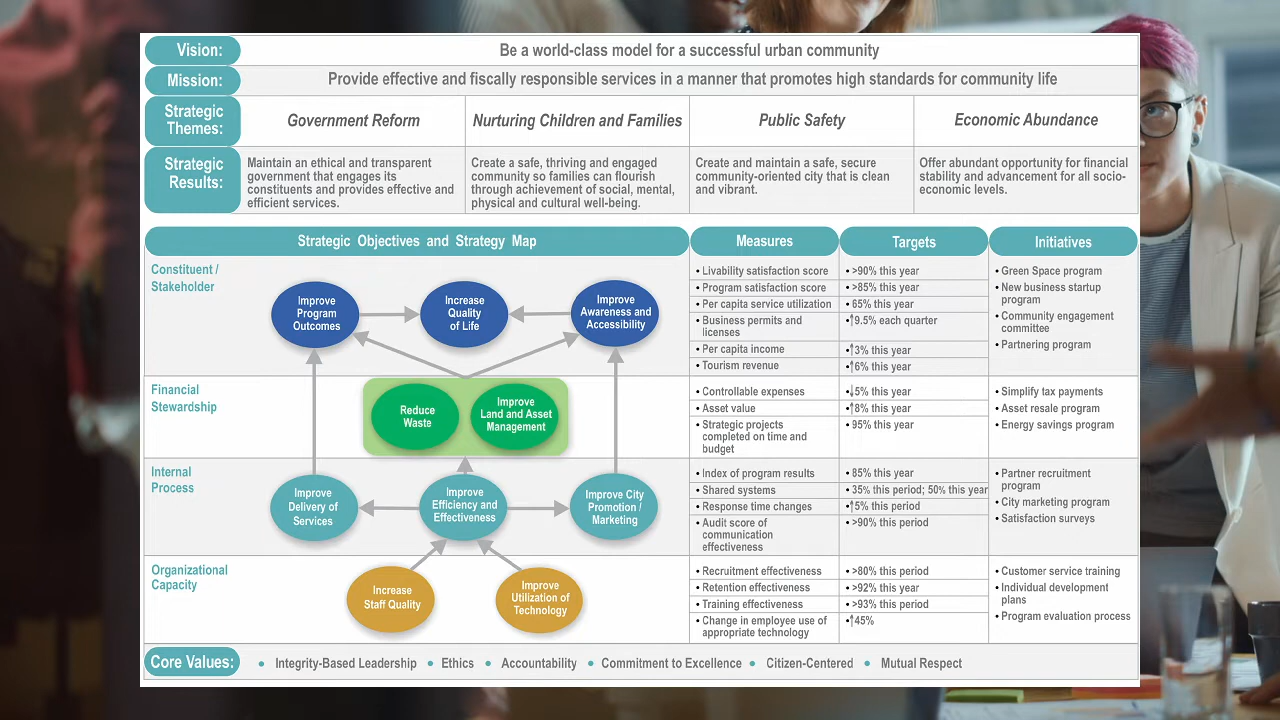 Vision:
Be a world-class model for a successful urban community
Mission:
Provide effective and fiscally responsible services in a manner that promotes high standards for community life
Strategic
Themes:
Government Reform
Nurturing Children and Families
Public Safety
Economic Abundance
Strategic
Results:
Maintain an ethical and transparent
government that engages its
constituents and provides effective and
efficient services.
Create a safe, thriving and engaged
community so families can flourish
through achievement of social, mental,
physical and cultural well-being.
Create and maintain a safe, secure
community-oriented city that is clean
and vibrant.
Offer abundant opportunity for financial
stability and advancement for all socio-
economic levels.
Strategic Objectives and Strategy Map
Measures
Targets
Initiatives
Constituent /
Stakeholder
Improve
Program
Outcomes
Increase
Quality
of Life
Improve
Awareness and
Accessibility
• Livability satisfaction score
• Program satisfaction score
• Per capita service utilization
• Business permits and
licenses
• Per capita income
• Tourism revenue
• >90% this year
• >85% this year
• 65% this year
•↑9.5% each quarter
•↑3% this year
•↑6% this year
• Green Space program
• New business startup
program
• Community engagement
committee
• Partnering program
Financial
Stewardship
Reduce
Waste
Improve
Land and Asset
Management
• Controllable expenses
• Asset value
• Strategic projects
completed on time and
budget
•↓5% this year
•↑8% this year
• 95% this year
• Simplify tax payments
• Asset resale program
• Energy savings program
Internal
Process
Improve
Delivery of
Services
Improve
Efficiency and
Effectiveness
Improve City
Promotion /
Marketing
• Index of program results
• Shared systems
• Response time changes
• Audit score of
communication
effectiveness
• 85% this year
• 35% this period; 50% this year
•↑5% this period
• >90% this period
• Partner recruitment
program
• City marketing program
• Satisfaction surveys
Organizational
Capacity
Increase
Staff Quality
Improve
Utilization of
Technology
• Recruitment effectiveness
• Retention effectiveness
• Training effectiveness
• Change in employee use of
appropriate technology
• >80% this period
• >92% this year
• >93% this period
•↑45%
• Customer service training
• Individual development
plans
• Program evaluation process
Core Values:
• Integrity-Based Leadership • Ethics • Accountability • Commitment to Excellence • Citizen-Centered • Mutual Respect